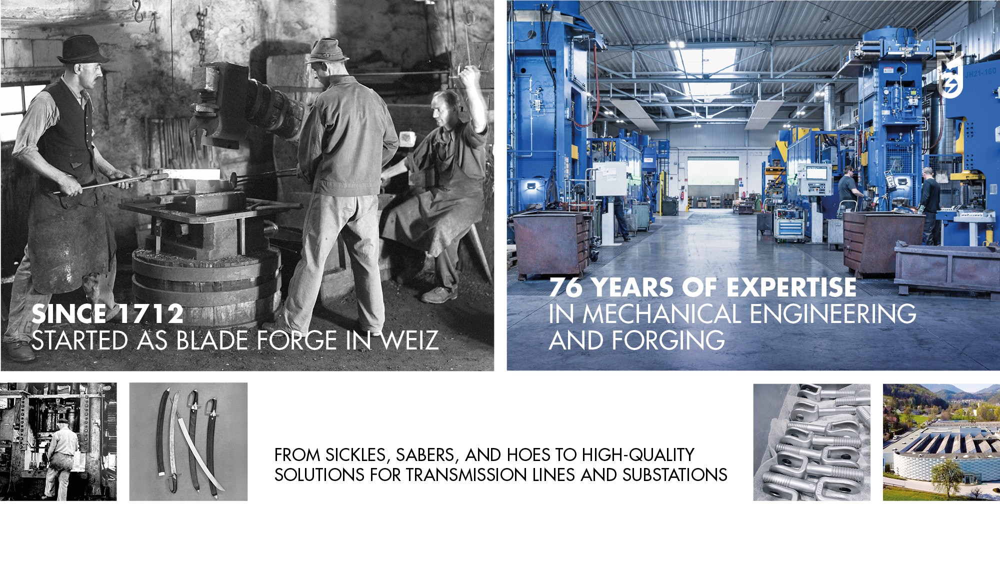 SINCE 1712
STARTED AS BLADE FORGE IN WEIZ
JH21-160
76 YEARS OF EXPERTISE
IN MECHANICAL ENGINEERING
AND FORGING
FROM SICKLES, SABERS, AND HOES TO HIGH-QUALITY
SOLUTIONS FOR TRANSMISSION LINES AND SUBSTATIONS